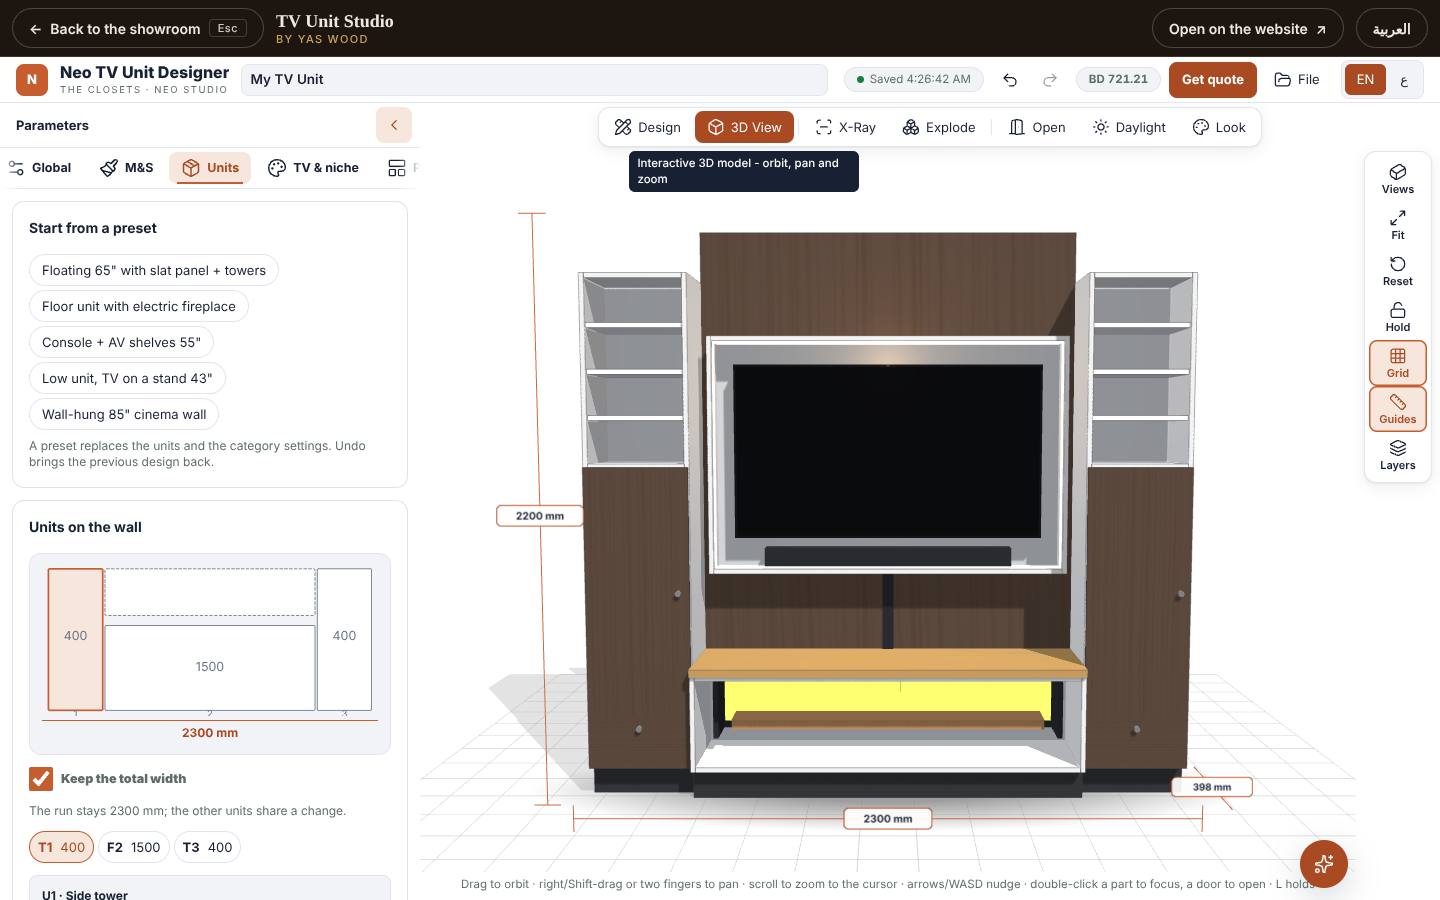 ← Back to the showroom Esc
TV Unit Studio
BY YAS WOOD
Open on the website ↗
العربية
N
Neo TV Unit Designer
THE CLOSETS · NEO STUDIO
My TV Unit
Saved 4:26:42 AM
BD 721.21
Get quote
File
EN
ع
Parameters
Global
M&S
Units
TV & niche
Design
3D View
X-Ray
Explode
Open
Daylight
Look
Interactive 3D model - orbit, pan and
zoom
Views
Fit
Reset
Hold
Grid
Guides
Layers
Start from a preset
Floating 65" with slat panel + towers
Floor unit with electric fireplace
Console + AV shelves 55"
Low unit, TV on a stand 43"
Wall-hung 85" cinema wall
A preset replaces the units and the category settings. Undo
brings the previous design back.
Units on the wall
400
1500
400
2300 mm
Keep the total width
The run stays 2300 mm; the other units share a change.
T1 400
F2 1500
T3 400
U1 · Side tower
2200 mm
398 mm
2300 mm
Drag to orbit · right/Shift-drag or two fingers to pan · scroll to zoom to the cursor · arrows/WASD nudge · double-click a part to focus, a door to open · L holds